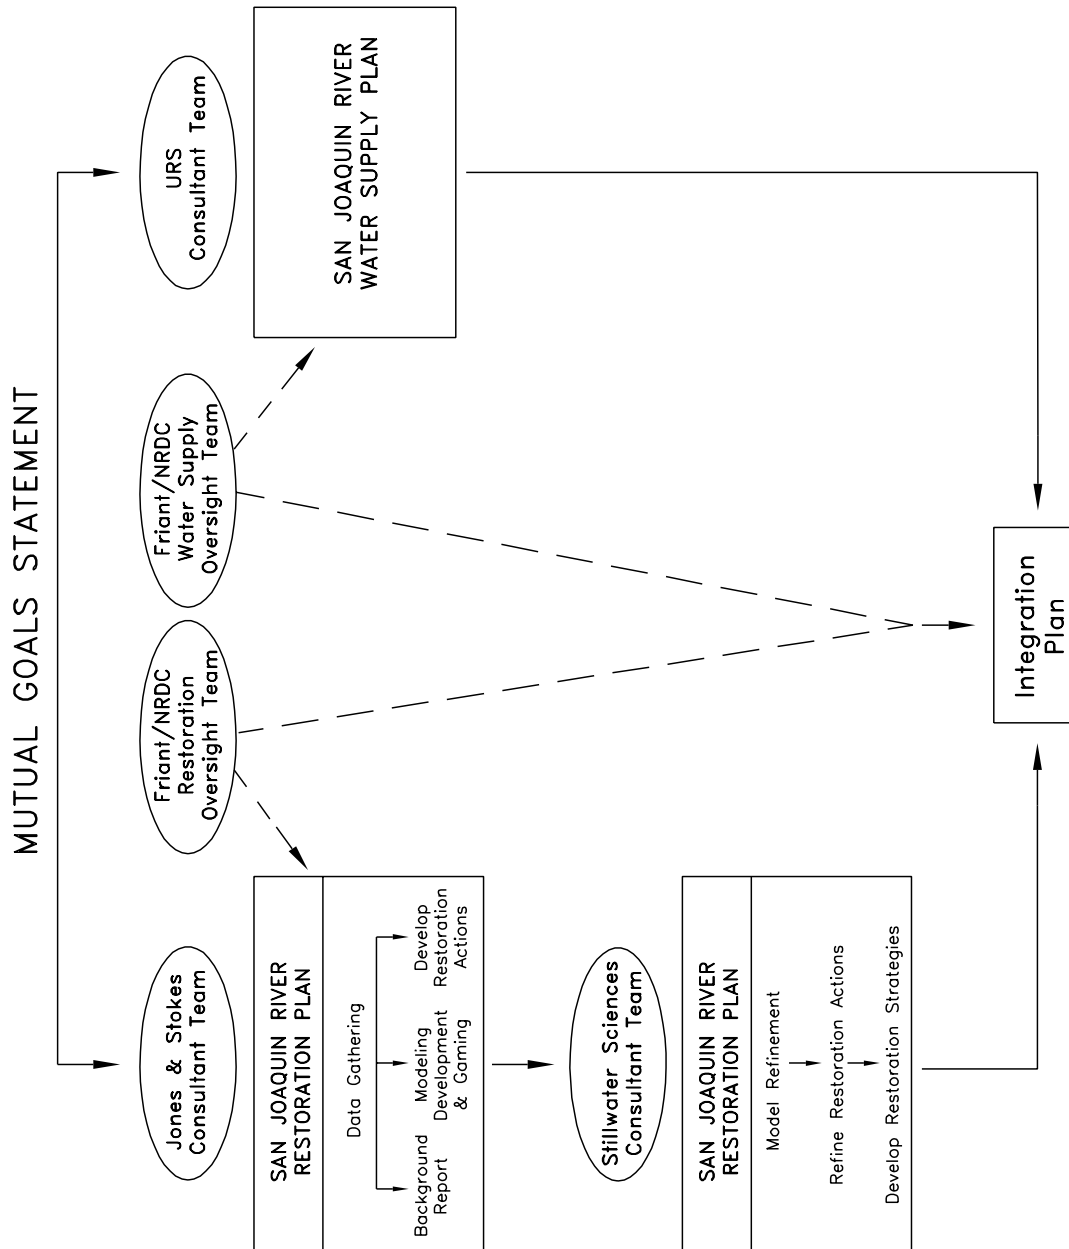 MUTUAL GOALS STATEMENT
Jones & Stokes
Consultant Team
Friant/NRDC
Restoration
Oversight Team
Friant/NRDC
Water Supply
Oversight Team
URS
Consultant Team
SAN JOAQUIN RIVER
RESTORATION PLAN
Data Gathering
Background
Report
Modeling
Development
& Gaming
Develop
Restoration
Actions
SAN JOAQUIN RIVER
WATER SUPPLY PLAN
Stillwater Sciences
Consultant Team
SAN JOAQUIN RIVER
RESTORATION PLAN
Model Refinement
Refine Restoration Actions
Develop Restoration Strategies
Integration
Plan